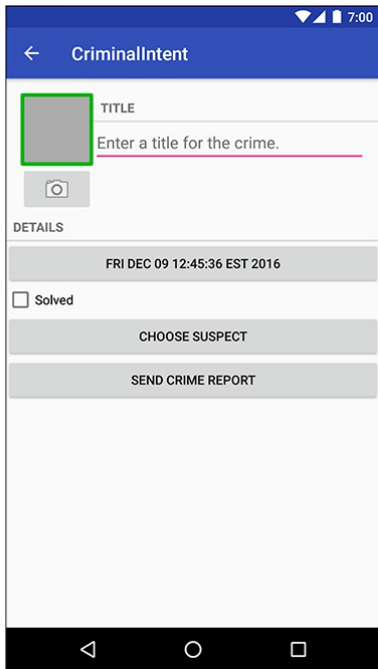 7:00
CriminalIntent
TITLE
Enter a title for the crime.
DETAILS
FRI DEC 09 12:45:36 EST 2016
Solved
CHOOSE SUSPECT
SEND CRIME REPORT